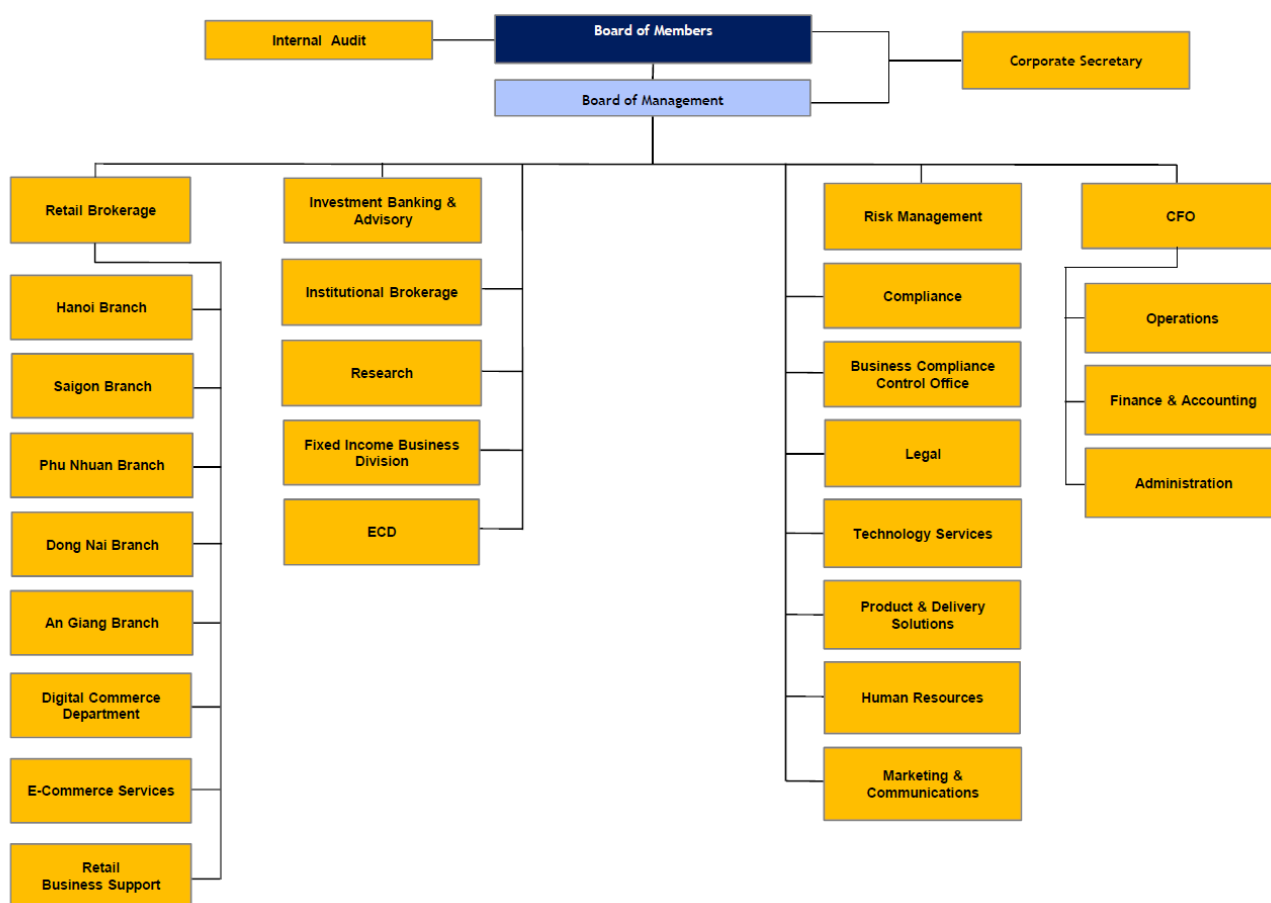 Internal Audit
Board of Members
Corporate Secretary
Board of Management
Retail Brokerage
Hanoi Branch
Saigon Branch
Phu Nhuan Branch
Dong Nai Branch
An Giang Branch
Digital Commerce
Department
E-Commerce Services
Retail
Business Support
Investment Banking &
Advisory
Institutional Brokerage
Research
Fixed Income Business
Division
ECD
Risk Management
Compliance
Business Compliance
Control Office
Legal
Technology Services
Product & Delivery
Solutions
Human Resources
Marketing &
Communications
CFO
Operations
Finance & Accounting
Administration